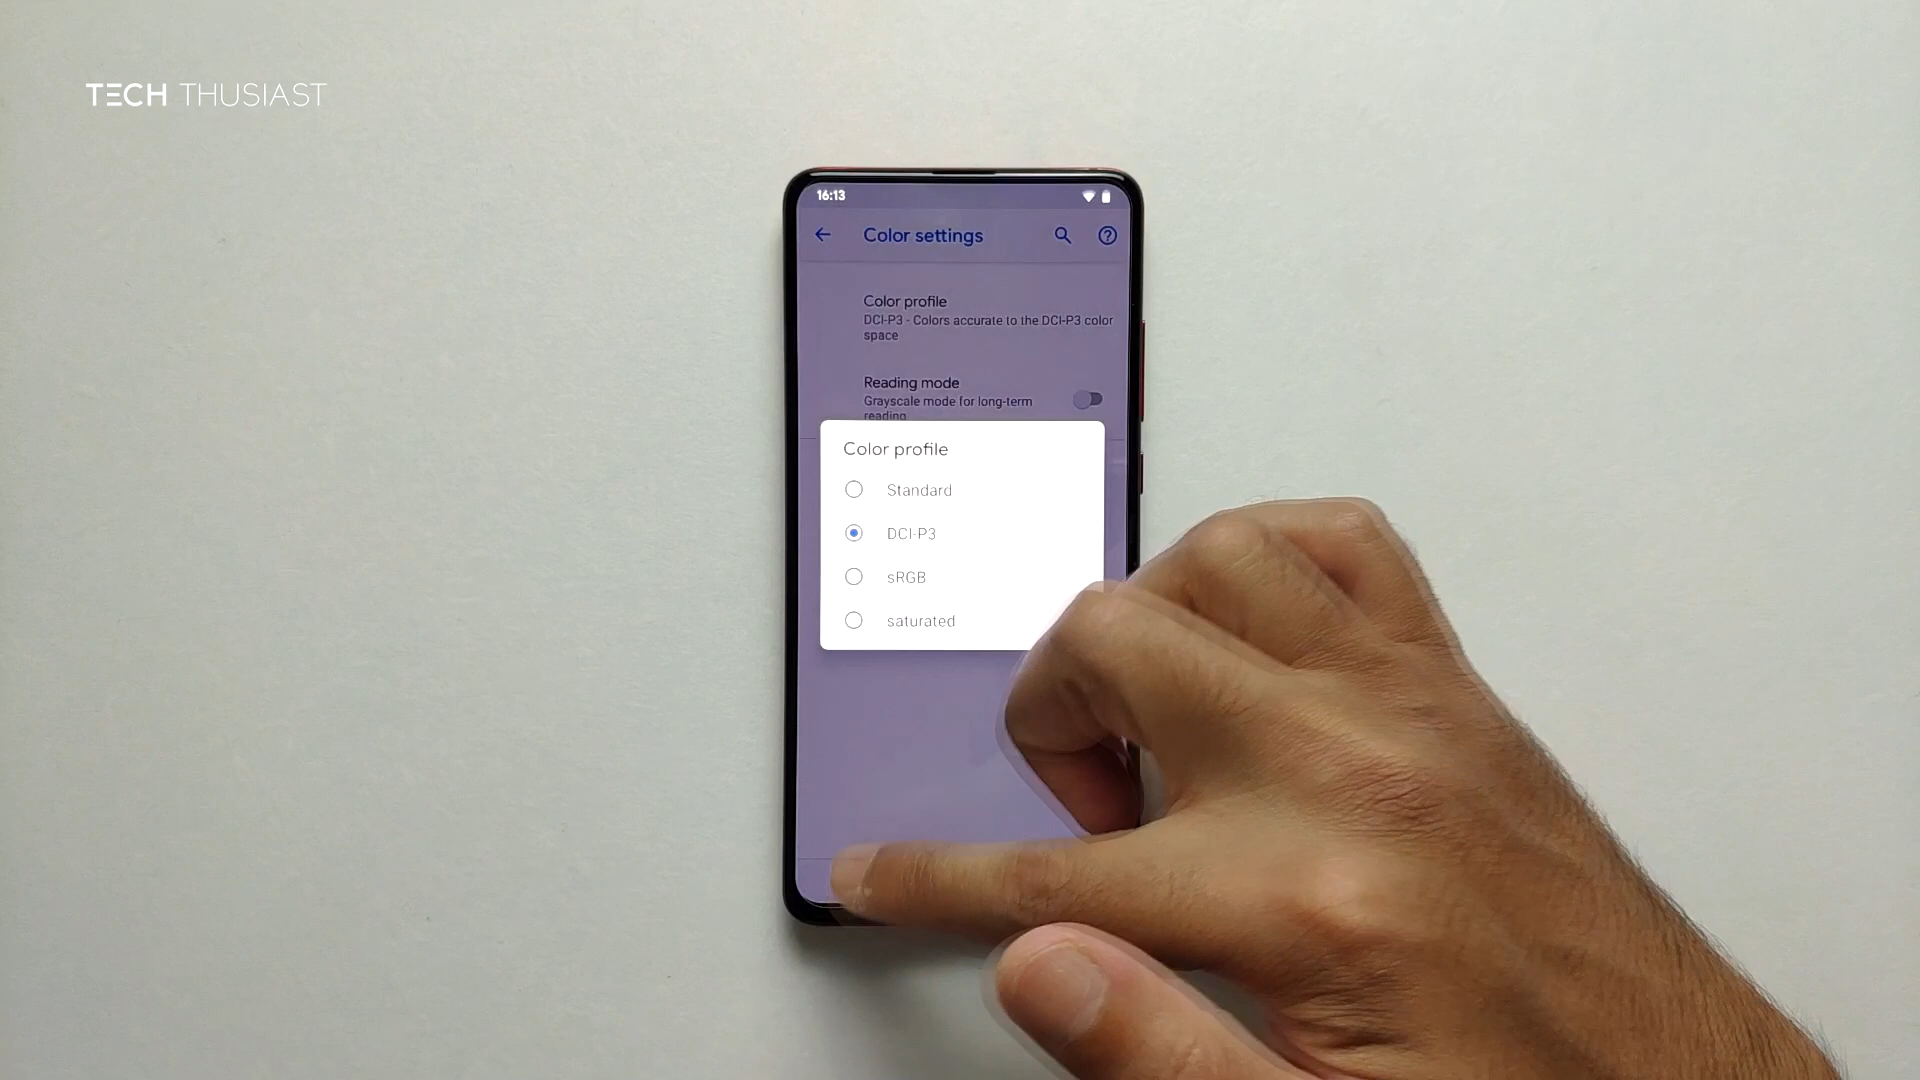 TECH THUSIAST
16:13
Color settings
Color profile
DCI-P3 - Colors accurate to the DCI-P3 color
space
Reading mode
Grayscale mode for long-term
reading
Color profile
Standard
DCI-P3
sRGB
saturated